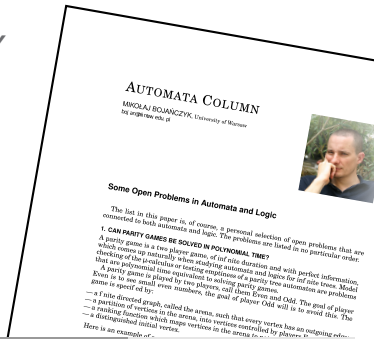 AUTOMATA COLUMN
MIKOŁAJ BOJAŃCZYK, University of Warsaw
Some Open Problems in Automata and Logic
The list in this paper is, of course, a personal selection of open problems that are
connected to both automata and logic. The problems are listed in no particular order.
1. CAN PARITY GAMES BE SOLVED IN POLYNOMIAL TIME?
A parity game is a two player game, of inf nite duration and with perfect information,
which comes up naturally when studying automata and logics for inf nite trees. Model
checking of the μ-calculus or testing emptiness of a parity tree automaton are problems
that are polynomial time equivalent to solving parity games.
A parity game is played by two players, call them Even and Odd. The goal of player
Even is to see small even numbers, the goal of player Odd will is to avoid this. The
game is specif ed by:
— a f nite directed graph, called the arena, such that every vertex has an outgoing edge
— a partition of vertices in the arena, into vertices controlled by players
— a ranking function which maps vertices in the arena to
— a distinguished initial vertex.
Here is an example of a